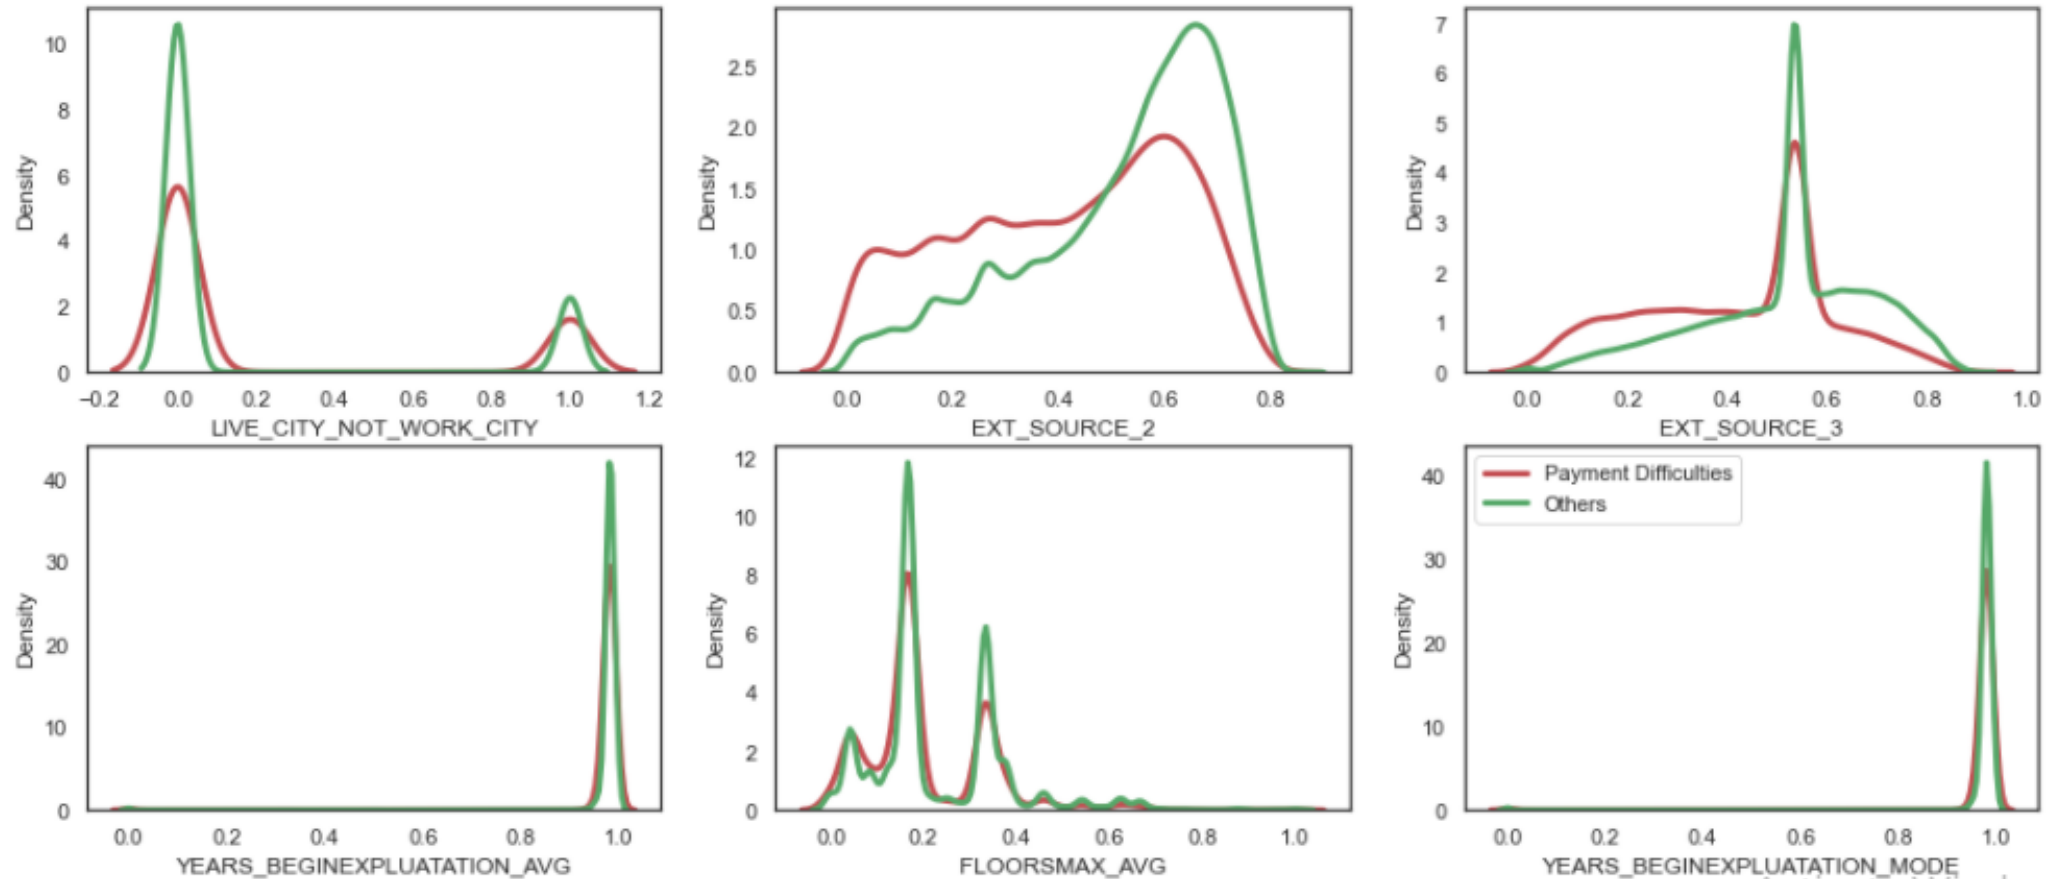 Density
10
8
6
4
2
0
−0.2 0.0 0.2 0.4 0.6 0.8 1.0 1.2
LIVE_CITY_NOT_WORK_CITY
Density
2.5
2.0
1.5
1.0
0.5
0.0
0.0 0.2 0.4 0.6 0.8
EXT_SOURCE_2
Density
7
6
5
4
3
2
1
0
0.0 0.2 0.4 0.6 0.8 1.0
EXT_SOURCE_3
Density
40
30
20
10
0
0.0 0.2 0.4 0.6 0.8 1.0
YEARS_BEGINEXPLUATATION_AVG
Density
12
10
8
6
4
2
0
0.0 0.2 0.4 0.6 0.8 1.0
FLOORSMAX_AVG
Density
40
30
20
10
0
Payment Difficulties
Others
0.0 0.2 0.4 0.6 0.8 1.0
YEARS_BEGINEXPLUATATION_MODE